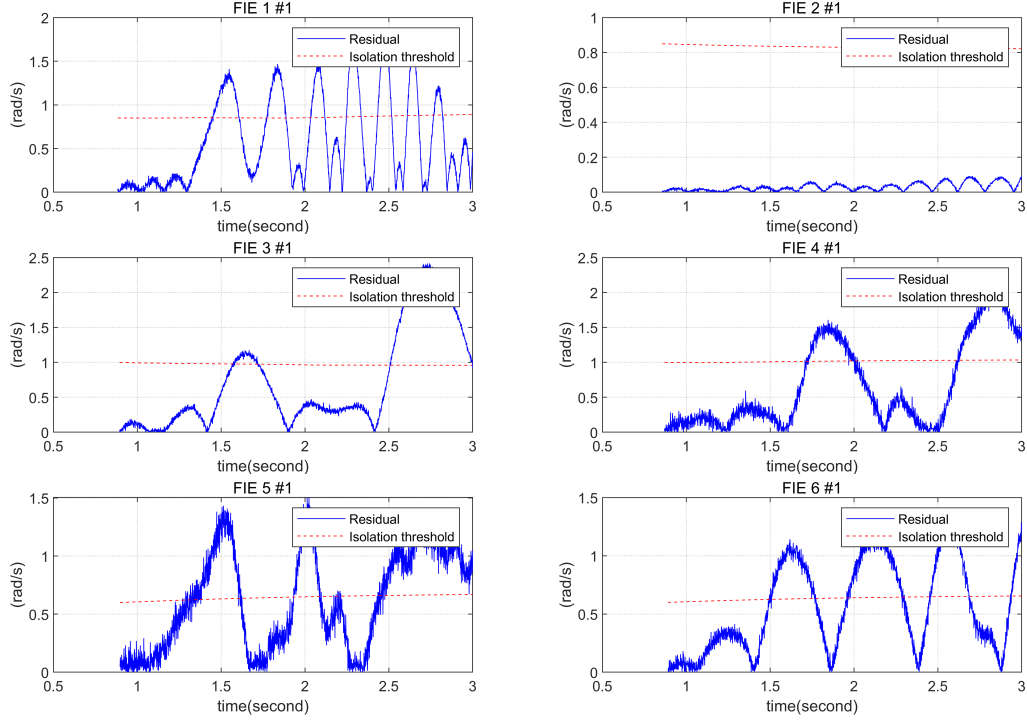 FIE 1 #1
2
1.5
1
0.5
0
(rad/s)
Residual
Isolation threshold
0.5 1 1.5 2 2.5 3
time(second)
FIE 2 #1
1
0.8
0.6
0.4
0.2
0
(rad/s)
Residual
Isolation threshold
0.5 1 1.5 2 2.5 3
time(second)
FIE 3 #1
2.5
2
1.5
1
0.5
0
(rad/s)
Residual
Isolation threshold
0.5 1 1.5 2 2.5 3
time(second)
FIE 4 #1
2.5
2
1.5
1
0.5
0
(rad/s)
Residual
Isolation threshold
0.5 1 1.5 2 2.5 3
time(second)
FIE 5 #1
1.5
1
0.5
0
(rad/s)
Residual
Isolation threshold
0.5 1 1.5 2 2.5 3
time(second)
FIE 6 #1
1.5
1
0.5
0
(rad/s)
Residual
Isolation threshold
0.5 1 1.5 2 2.5 3
time(second)